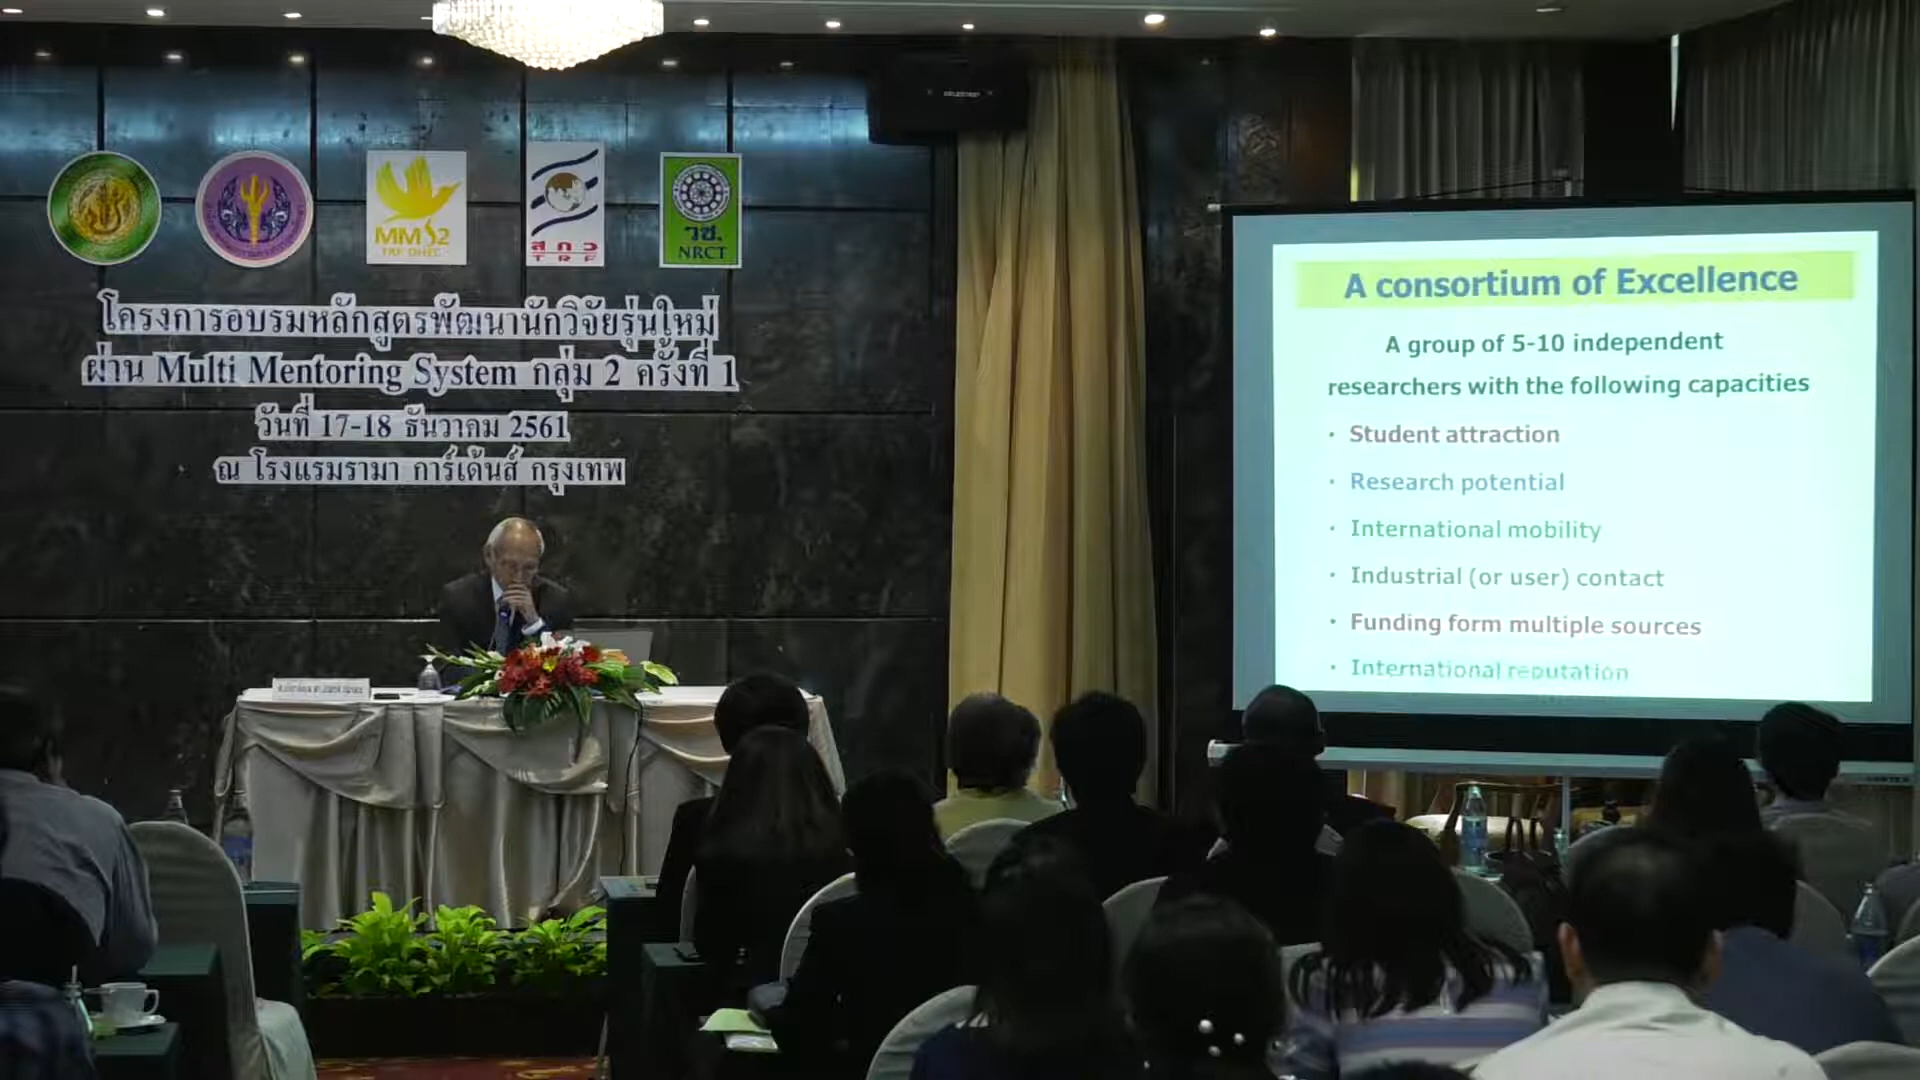 MM S2
TRF-OHEC
สกว
TRF
วช.
NRCT
โครงการอบรมหลักสูตรพัฒนานักวิจัยรุ่นใหม่
ผ่าน Multi Mentoring System กลุ่ม 2 ครั้งที่ 1
วันที่ 17-18 ธันวาคม 2561
ณ โรงแรมรามา การ์เด้นส์ กรุงเทพ
A consortium of Excellence
A group of 5-10 independent
researchers with the following capacities
• Student attraction
• Research potential
• International mobility
• Industrial (or user) contact
• Funding form multiple sources
• International reputation